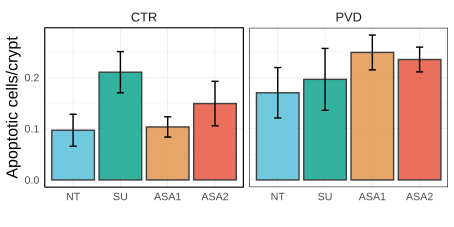 CTR PVD
Apoptotic cells/crypt
0.2
0.1
0.0
NT SU ASA1 ASA2 NT SU ASA1 ASA2